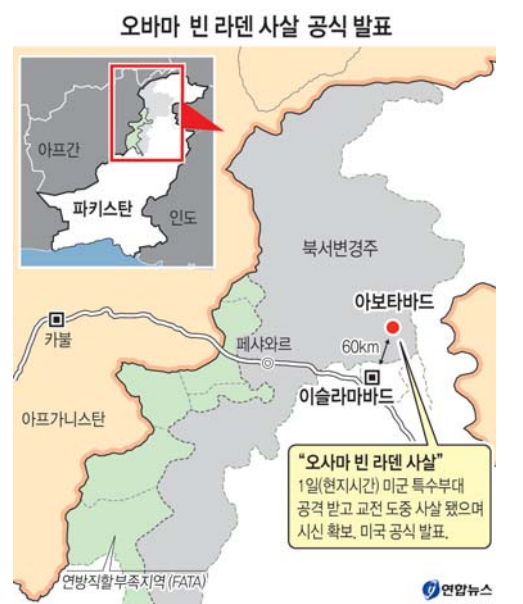 오바마 빈 라덴 사살 공식 발표
아프간
파키스탄
인도
북서변경주
아보타바드
카불
페샤와르
60km
이슬라마바드
아프가니스탄
"오사마 빈 라덴 사살"
1일(현지시간) 미군 특수부대
공격 받고 교전 도중 사살 됐으며
시신 확보. 미국 공식 발표.
연방직할부족지역 (FATA)
연합뉴스